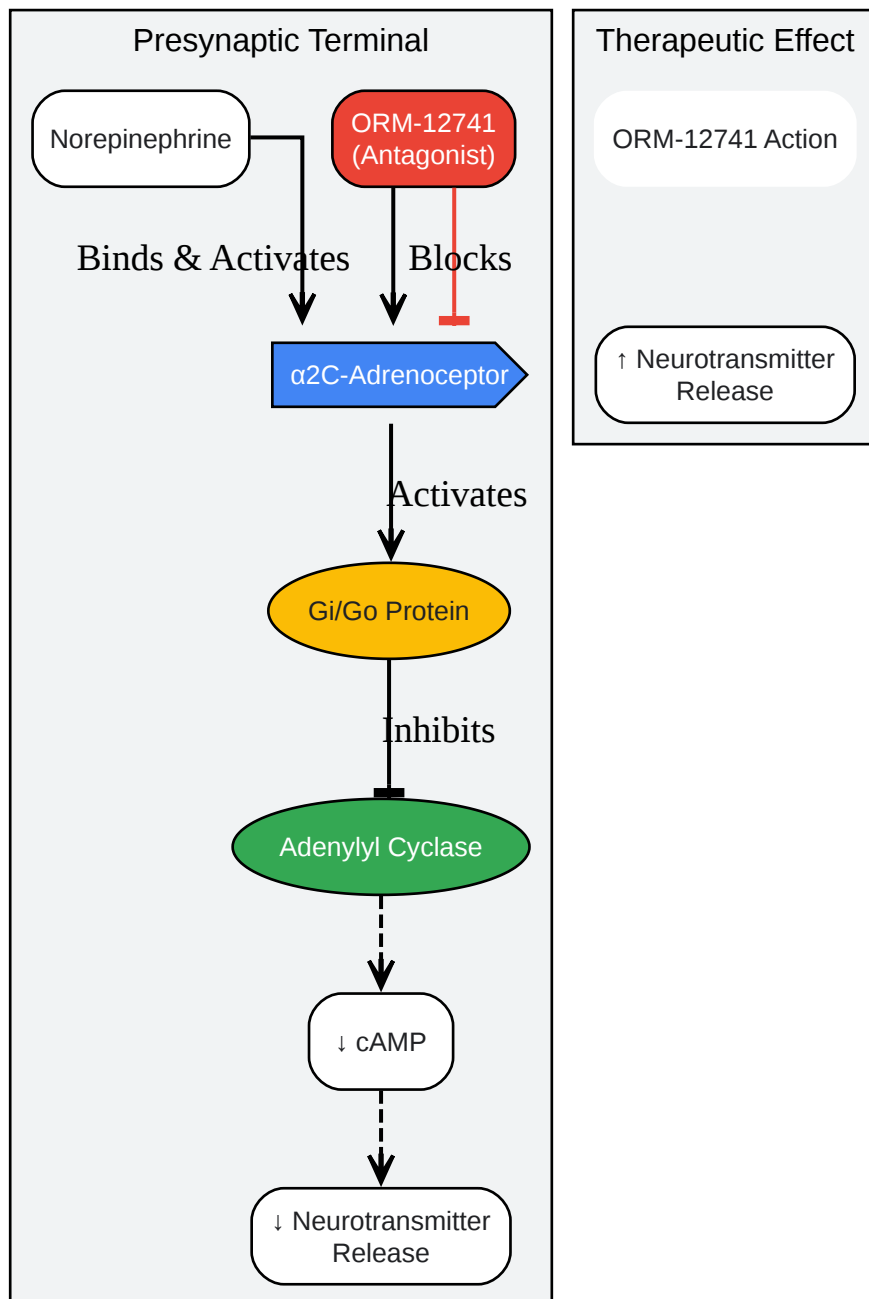 Presynaptic Terminal
Norepinephrine
ORM-12741
(Antagonist)
Binds & Activates
Blocks
α2C-Adrenoceptor
Activates
Gi/Go Protein
Inhibits
Adenylyl Cyclase
↓ cAMP
↓ Neurotransmitter
Release
Therapeutic Effect
ORM-12741 Action
↑ Neurotransmitter
Release